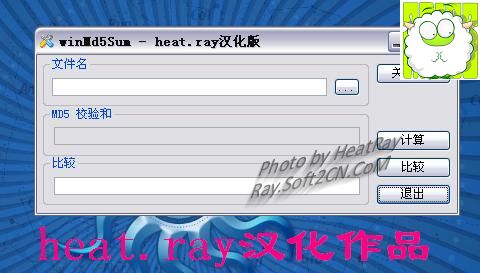 winMd5Sum - heat.ray汉化版
文件名
...
关
MD5 校验和
计算
比较
比较
退出
Photo by HeatRay
Ray.Soft2CN.CoM
heat.ray汉化作品